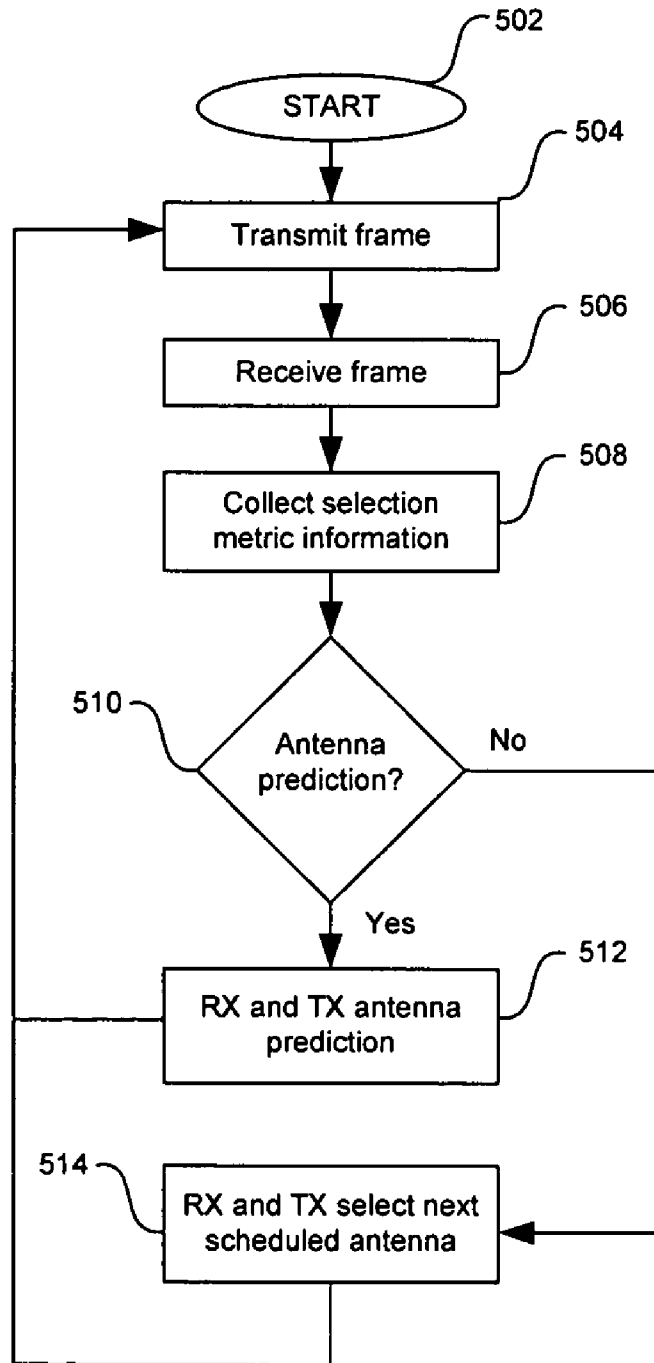 502
START
504
Transmit frame
506
Receive frame
508
Collect selection
metric information
510
Antenna
prediction?
No
Yes
512
RX and TX antenna
prediction
514
RX and TX select next
scheduled antenna